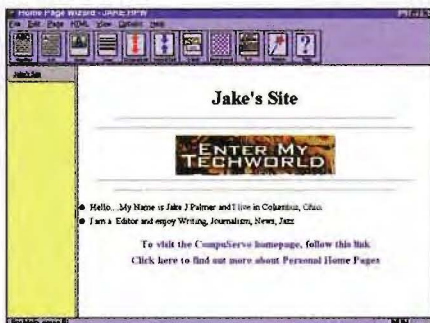 Home Page Wizard - JAKE.HPW
File Edit Page HTML View Options Help
Jake's Site
ENTER MY
TECHWORLD
Hello...My Name is Jake J Palmer and I live in Columbus, Ohio.
I am a Editor and enjoy Writing, Journalism, News, Jazz
To visit the CompuServe homepage, follow this link
Click here to find out more about Personal Home Pages